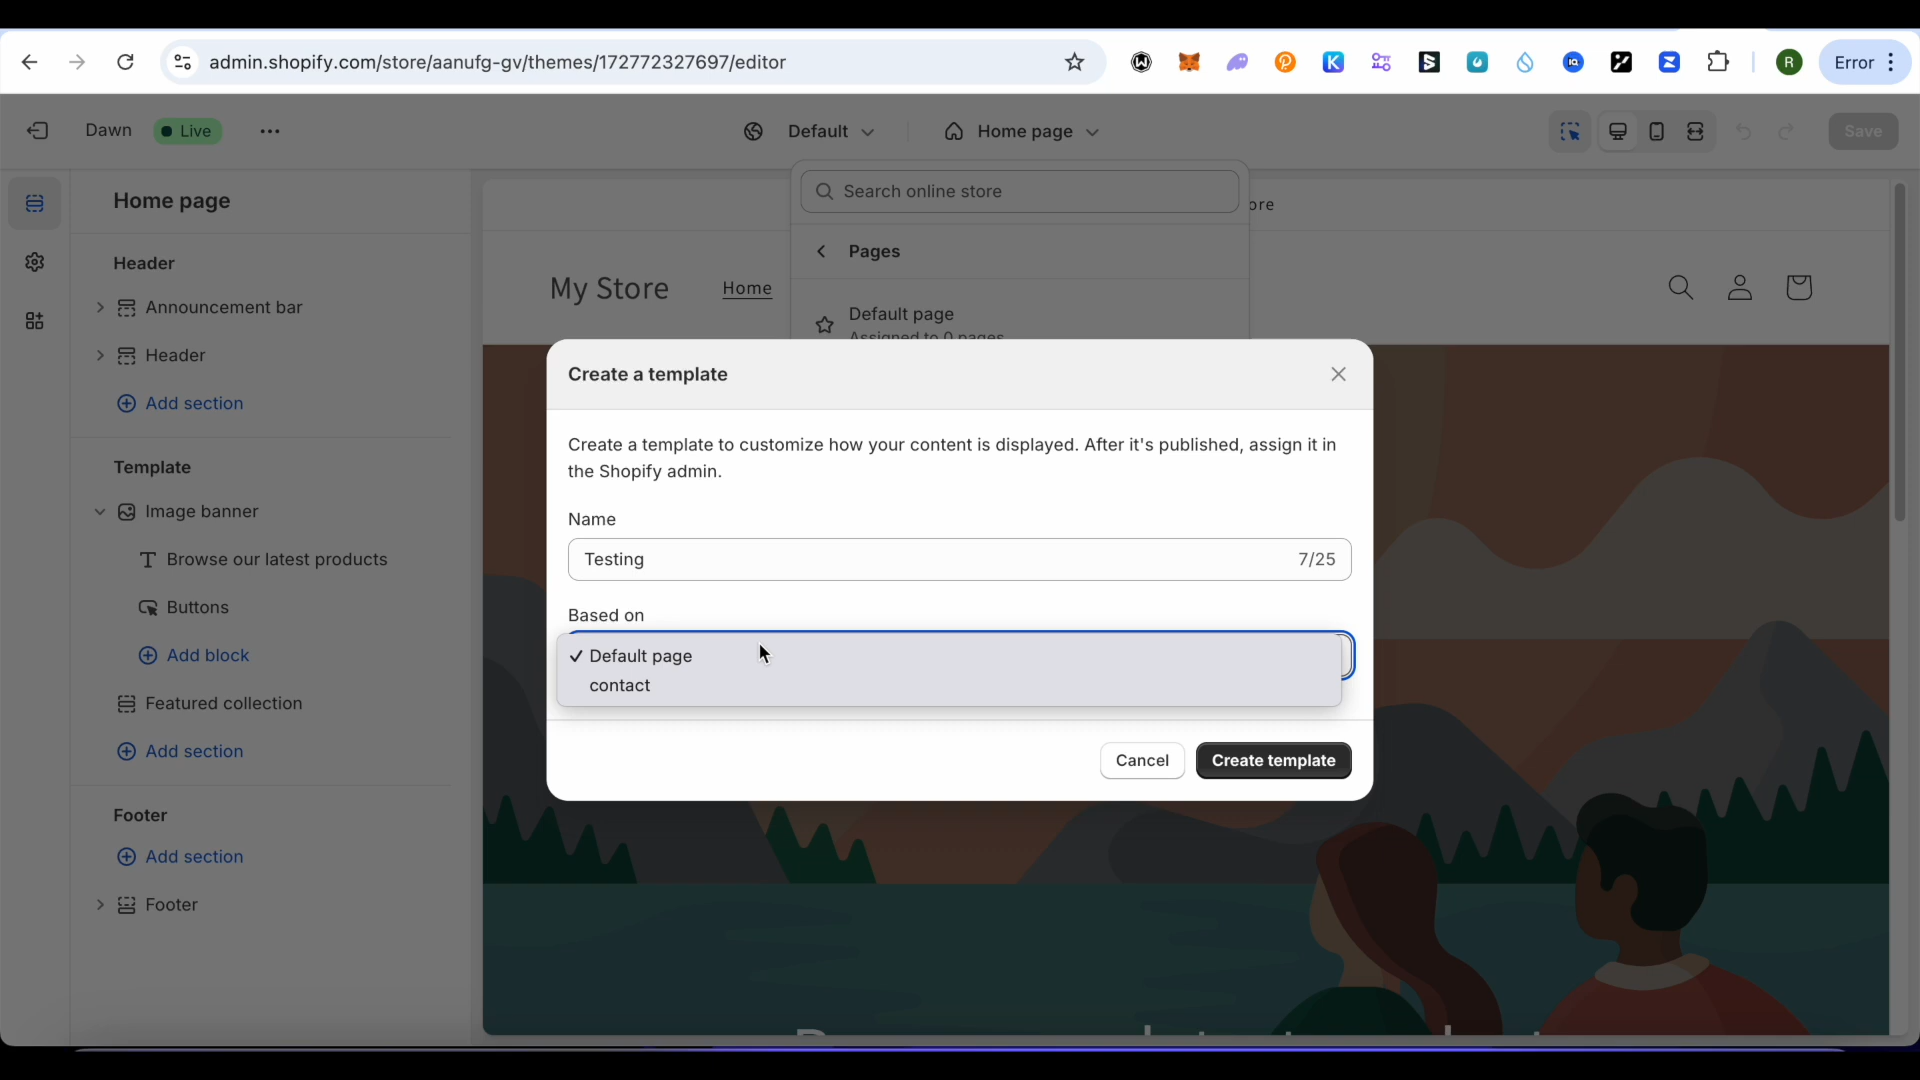 admin.shopify.com/store/aanufg-gv/themes/172772327697/editor
R
Error
Dawn
Live
Default
Home page
Save
Home page
Search online store
ore
Header
Pages
My Store
Home
Announcement bar
Default page
Assigned to 0 pages
Header
Create a template
Add section
Create a template to customize how your content is displayed. After it's published, assign it in
the Shopify admin.
Template
Image banner
Name
Browse our latest products
Testing
7/25
Buttons
Based on
Add block
✓ Default page
contact
Featured collection
Add section
Cancel
Create template
Footer
Add section
Footer